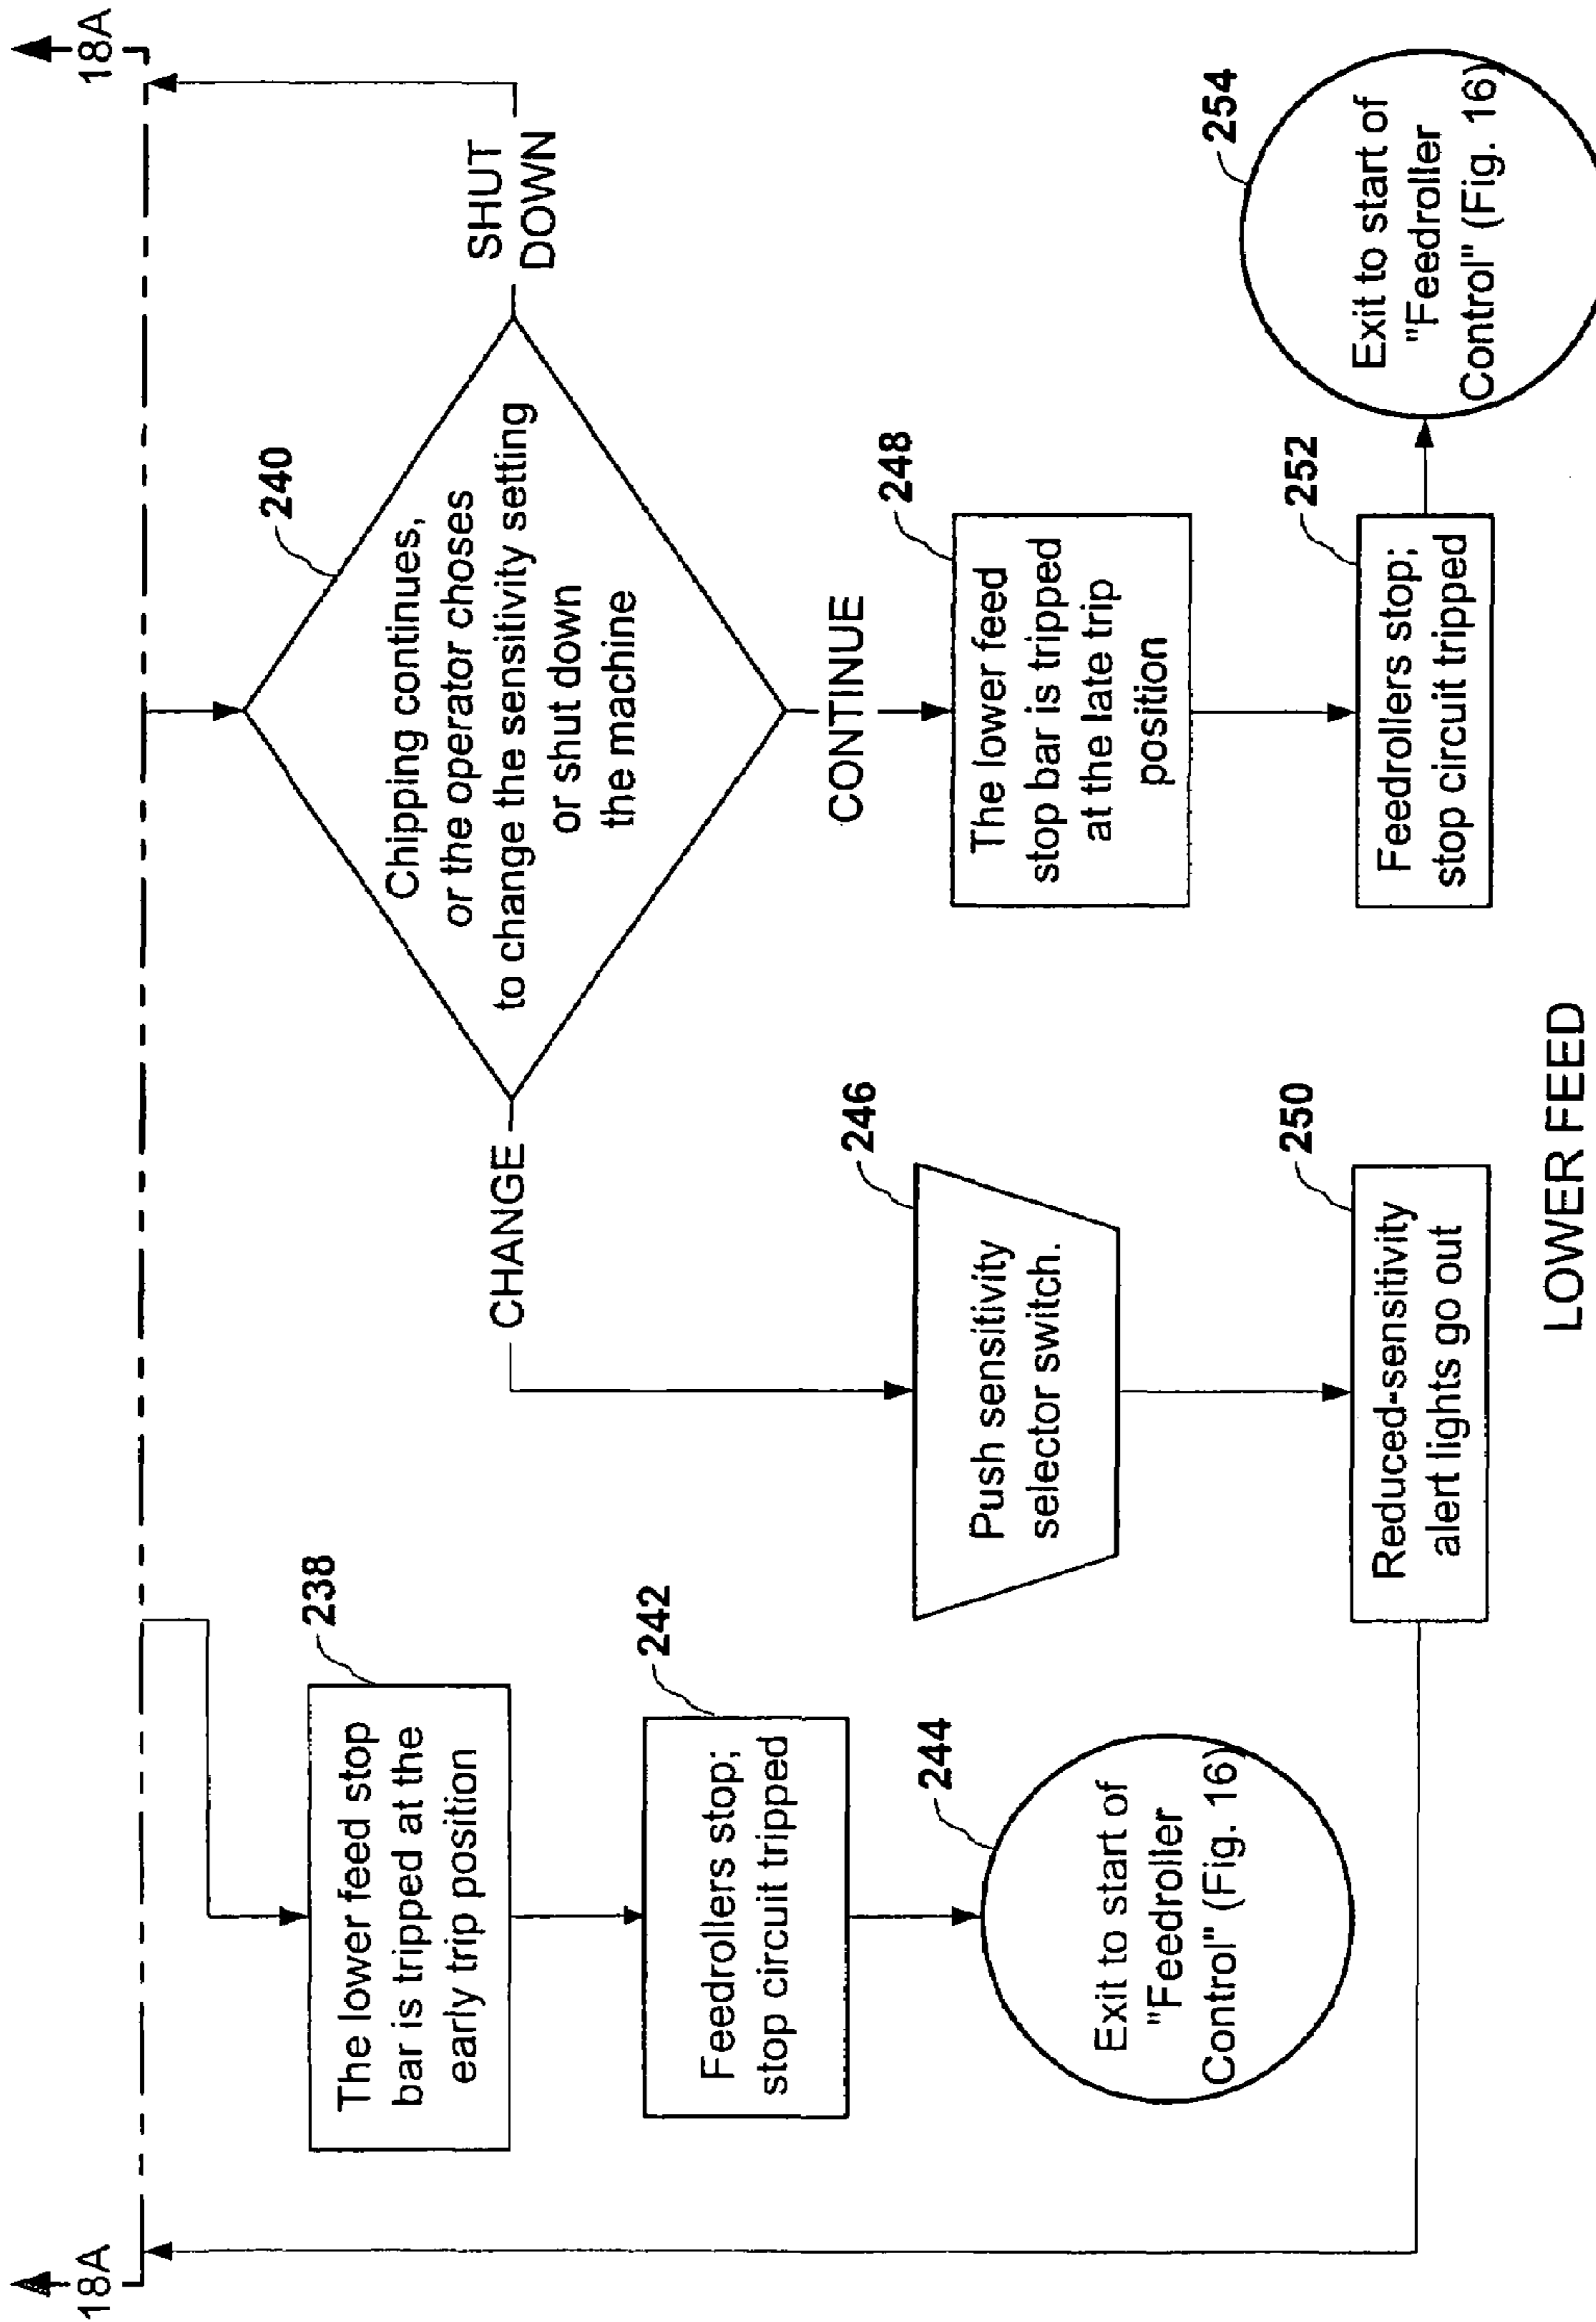 18A
18A
238
The lower feed stop
bar is tripped at the
early trip position
242
Feedrollers stop;
stop circuit tripped
244
Exit to start of
"Feedroller
Control" (Fig. 16)
240
Chipping continues,
or the operator choses
to change the sensitivity setting
or shut down
the machine
SHUT
DOWN
CHANGE
CONTINUE
246
Push sensitivity
selector switch.
250
Reduced-sensitivity
alert lights go out
248
The lower feed
stop bar is tripped
at the late trip
position
252
Feedrollers stop;
stop circuit tripped
254
Exit to start of
"Feedroller
Control" (Fig. 16)
LOWER FEED